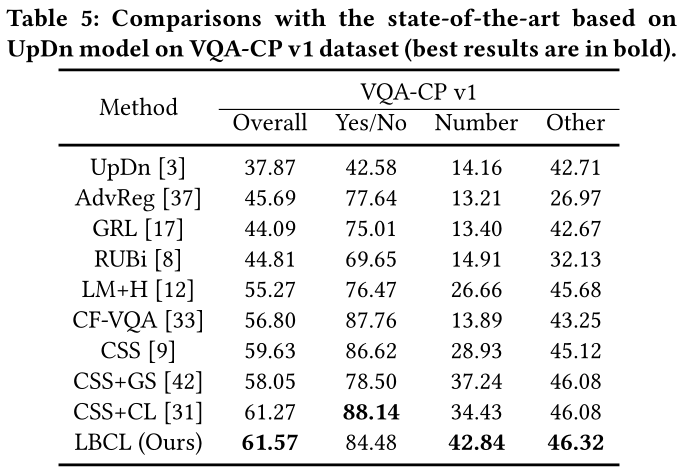 Table 5: Comparisons with the state-of-the-art based on
UpDn model on VQA-CP v1 dataset (best results are in bold).
Method VQA-CP v1
Overall Yes/No Number Other
UpDn [3] 37.87 42.58 14.16 42.71
AdvReg [37] 45.69 77.64 13.21 26.97
GRL [17] 44.09 75.01 13.40 42.67
RUBi [8] 44.81 69.65 14.91 32.13
LM+H [12] 55.27 76.47 26.66 45.68
CF-VQA [33] 56.80 87.76 13.89 43.25
CSS [9] 59.63 86.62 28.93 45.12
CSS+GS [42] 58.05 78.50 37.24 46.08
CSS+CL [31] 61.27 88.14 34.43 46.08
LBCL (Ours) 61.57 84.48 42.84 46.32